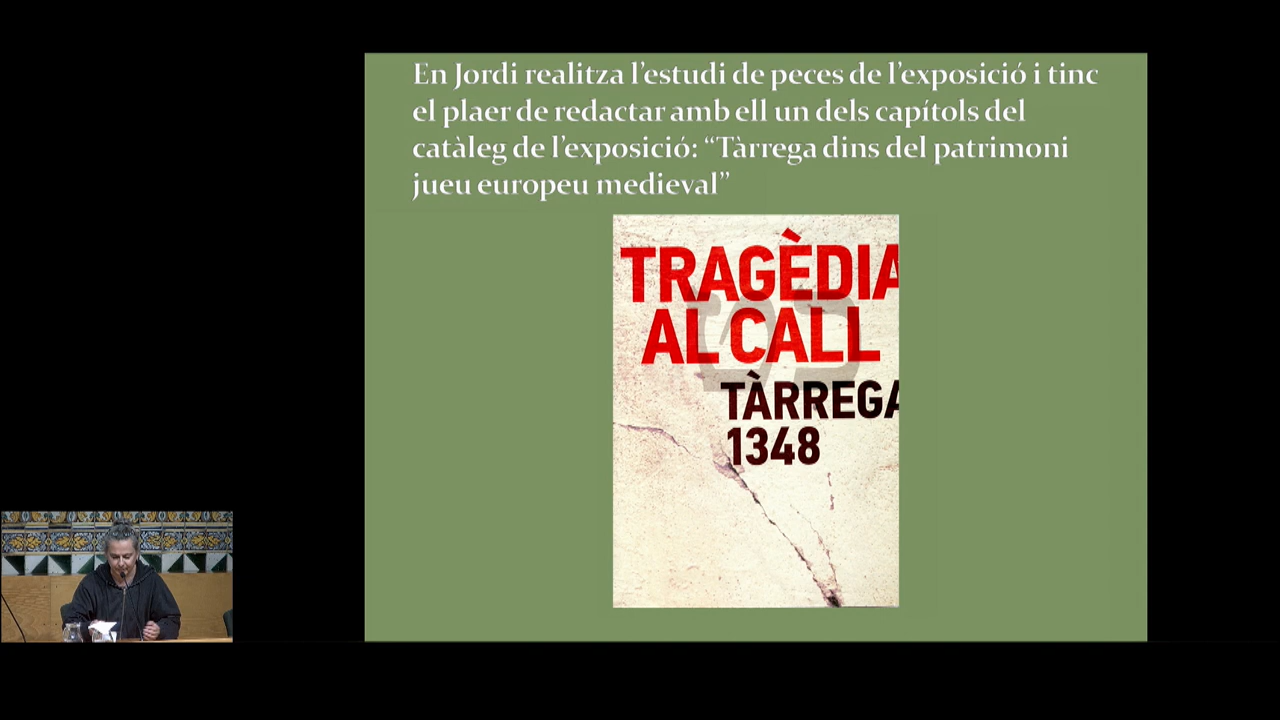 En Jordi realitza l’estudi de peces de l’exposició i tinc
el plaer de redactar amb ell un dels capítols del
catàleg de l’exposició: “Tàrrega dins del patrimoni
jueu europeu medieval”
TRAGÈDIA
AL CALL
TÀRREGA
1348